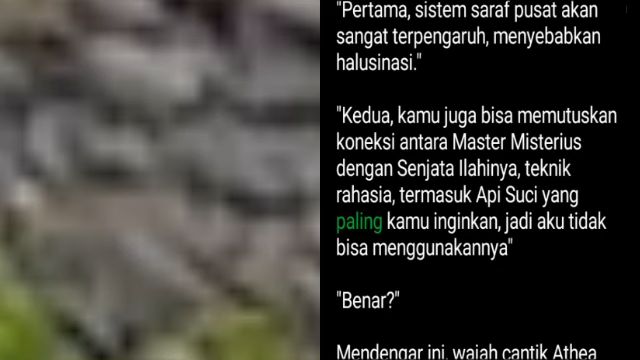 "Pertama, sistem saraf pusat akan
sangat terpengaruh, menyebabkan
halusinasi."
"Kedua, kamu juga bisa memutuskan
koneksi antara Master Misterius
dengan Senjata Ilahinya, teknik
rahasia, termasuk Api Suci yang
paling kamu inginkan, jadi aku tidak
bisa menggunakannya"
"Benar?"
Mendengar ini, wajah cantik Athea